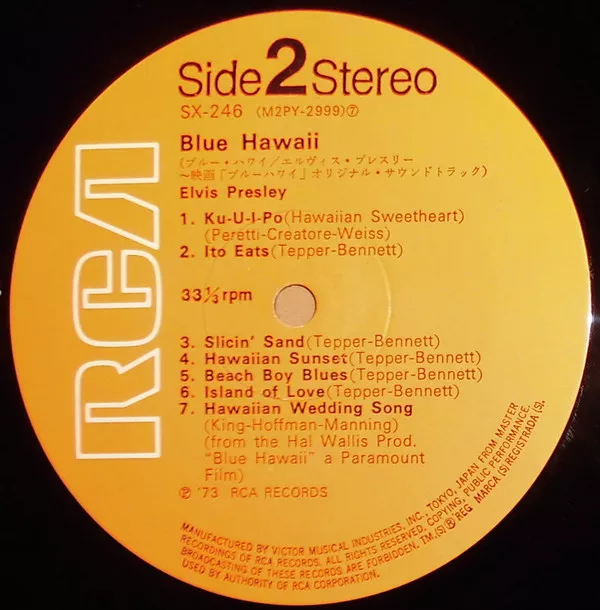 Side 2 Stereo
SX-246 (M2PY-2999)⑦
Blue Hawaii
(ブルー・ハワイ/エルヴィス・プレスリー
～映画「ブルーハワイ」オリジナル・サウンドトラック)
Elvis Presley
1. Ku-U-I-Po(Hawaiian Sweetheart)
(Peretti-Creatore-Weiss)
2. Ito Eats(Tepper-Bennett)
33 1/3 rpm
3. Slicin' Sand(Tepper-Bennett)
4. Hawaiian Sunset(Tepper-Bennett)
5. Beach Boy Blues(Tepper-Bennett)
6. Island of Love(Tepper-Bennett)
7. Hawaiian Wedding Song
(King-Hoffman-Manning)
(from the Hal Wallis Prod.
"Blue Hawaii" a Paramount
Film)
Ⓟ '73 RCA RECORDS
RCA
MANUFACTURED BY VICTOR MUSICAL INDUSTRIES, INC. TOKYO, JAPAN FROM MASTER
RECORDINGS OF RCA RECORDS. ALL RIGHTS RESERVED. COPYING, PUBLIC PERFORMANCE,
BROADCASTING OF THESE RECORDS ARE FORBIDDEN. TM.(S)® REG MARCA (S) REGISTRADA (S).
USED BY AUTHORITY OF RCA CORPORATION.